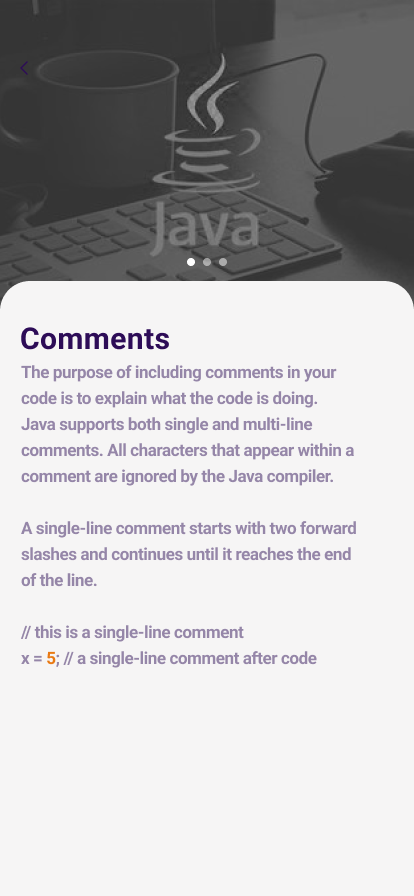 Java
Comments
The purpose of including comments in your
code is to explain what the code is doing.
Java supports both single and multi-line
comments. All characters that appear within a
comment are ignored by the Java compiler.
A single-line comment starts with two forward
slashes and continues until it reaches the end
of the line.
// this is a single-line comment
x = 5; // a single-line comment after code